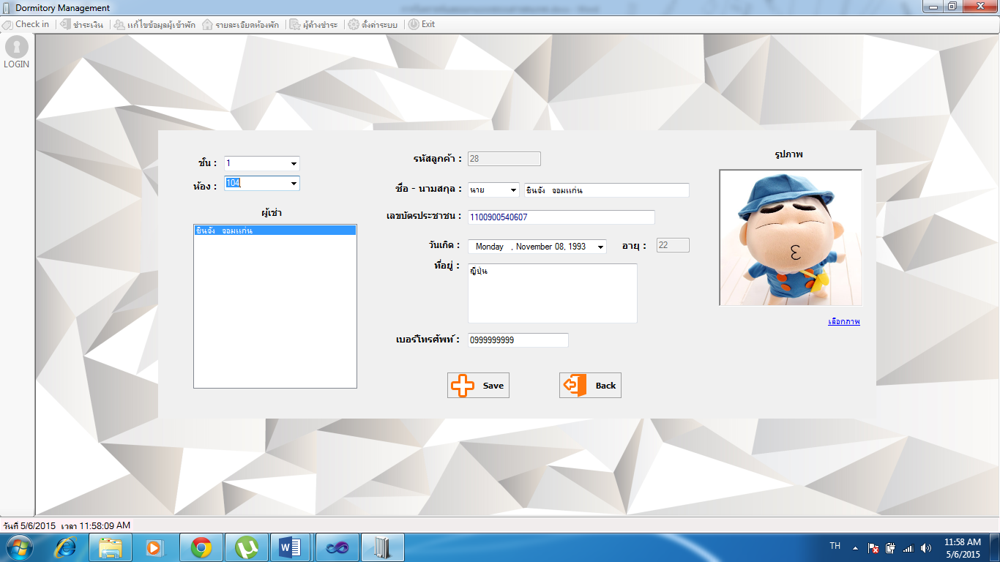 Dormitory Management
Check in ชำระเงิน แก้ไขข้อมูลผู้เข้าพัก รายละเอียดห้องพัก ผู้ค้างชำระ ตั้งค่าระบบ Exit
LOGIN
ชั้น : 1
ห้อง : 104
ผู้เช่า
ชินจัง จอมแก่น
รหัสลูกค้า : 28
ชื่อ - นามสกุล : นาย ชินจัง จอมแก่น
เลขบัตรประชาชน : 1100900540607
วันเกิด : Monday , November 08, 1993 อายุ : 22
ที่อยู่ : ญี่ปุ่น
เบอร์โทรศัพท์ : 0999999999
Save Back
รูปภาพ
เลือกภาพ
วันที่ 5/6/2015 เวลา 11:58:09 AM
TH
11:58 AM
5/6/2015